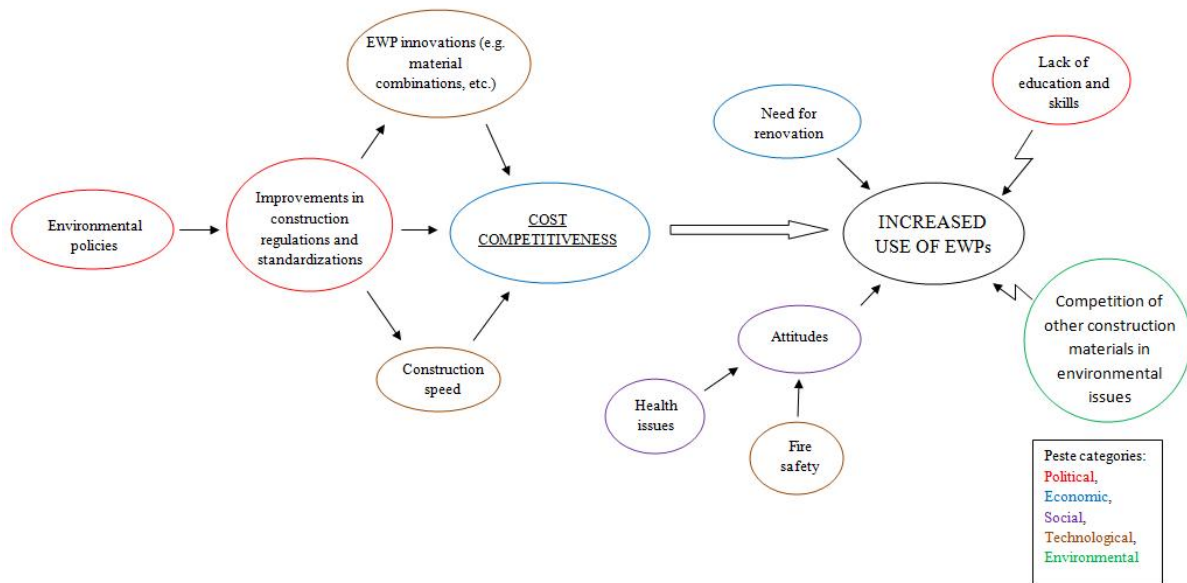 EWP innovations (e.g.
material
combinations, etc.)
Lack of
education and
skills
Need for
renovation
Environmental
policies
Improvements in
construction
regulations and
standardizations
COST
COMPETITIVENESS
INCREASED
USE OF EWPs
Competition of
other construction
materials in
environmental
issues
Attitudes
Construction
speed
Health
issues
Fire
safety
Peste categories:
Political,
Economic,
Social,
Technological,
Environmental